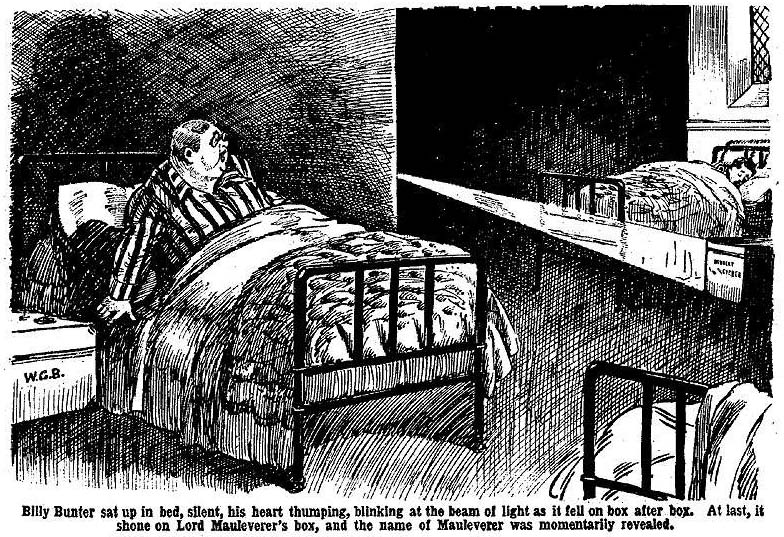 W.G.B.
Billy Bunter sat up in bed, silent, his heart thumping, blinking at the beam of light as it fell on box after box. At last, it
shone on Lord Mauleverer's box, and the name of Mauleverer was momentarily revealed.